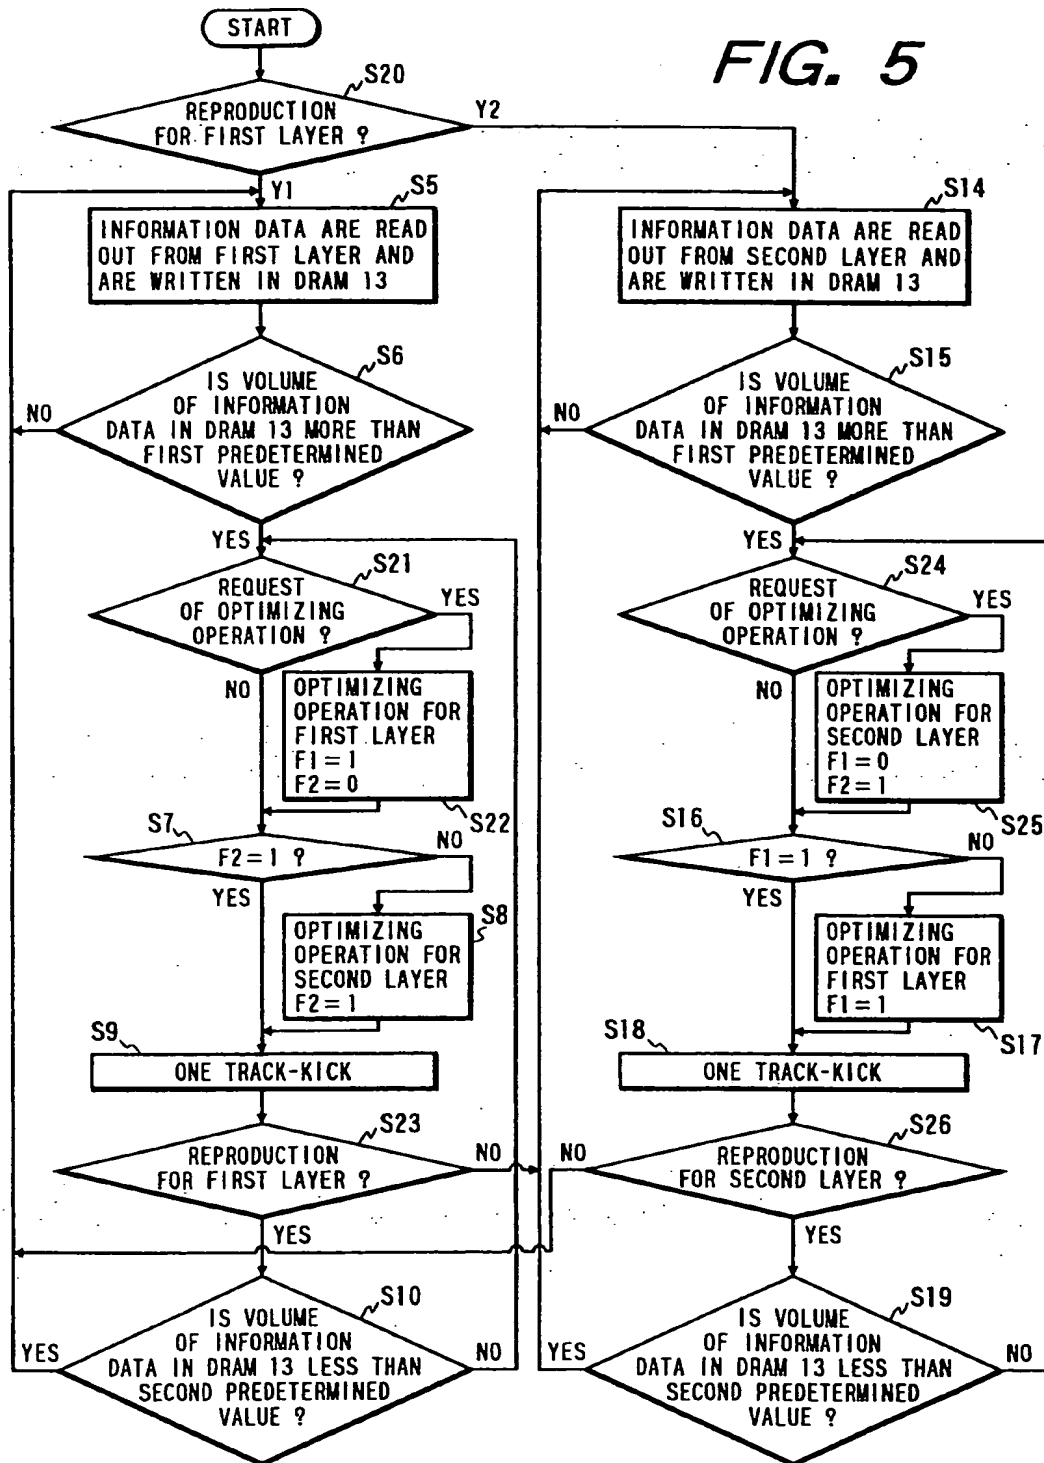 START
FIG. 5
S20
REPRODUCTION
FOR FIRST LAYER ?
Y2
Y1
S5
INFORMATION DATA ARE READ
OUT FROM FIRST LAYER AND
ARE WRITTEN IN DRAM 13
S6
IS VOLUME
OF INFORMATION
DATA IN DRAM 13 MORE THAN
FIRST PREDETERMINED
VALUE ?
NO
YES
S21
REQUEST
OF OPTIMIZING
OPERATION ?
YES
NO
OPTIMIZING
OPERATION FOR
FIRST LAYER
F1=1
F2=0
S22
S7
F2=1 ?
NO
YES
S8
OPTIMIZING
OPERATION FOR
SECOND LAYER
F2=1
S9
ONE TRACK-KICK
S23
REPRODUCTION
FOR FIRST LAYER ?
NO
YES
S10
IS VOLUME
OF INFORMATION
DATA IN DRAM 13 LESS THAN
SECOND PREDETERMINED
VALUE ?
YES
NO
S14
INFORMATION DATA ARE READ
OUT FROM SECOND LAYER AND
ARE WRITTEN IN DRAM 13
S15
IS VOLUME
OF INFORMATION
DATA IN DRAM 13 MORE THAN
FIRST PREDETERMINED
VALUE ?
NO
YES
S24
REQUEST
OF OPTIMIZING
OPERATION ?
YES
NO
OPTIMIZING
OPERATION FOR
SECOND LAYER
F1=0
F2=1
S25
S16
F1=1 ?
NO
YES
OPTIMIZING
OPERATION FOR
FIRST LAYER
F1=1
S17
S18
ONE TRACK-KICK
S26
REPRODUCTION
FOR SECOND LAYER ?
NO
YES
S19
IS VOLUME
OF INFORMATION
DATA IN DRAM 13 LESS THAN
SECOND PREDETERMINED
VALUE ?
YES
NO